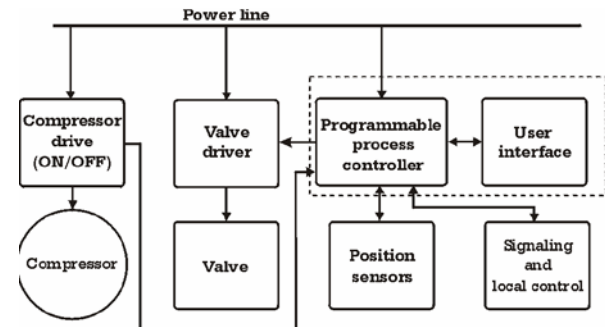 Power line
Compressor
drive
(ON/OFF)
Valve
driver
Programmable
process
controller
User
interface
Compressor
Valve
Position
sensors
Signaling
and
local control